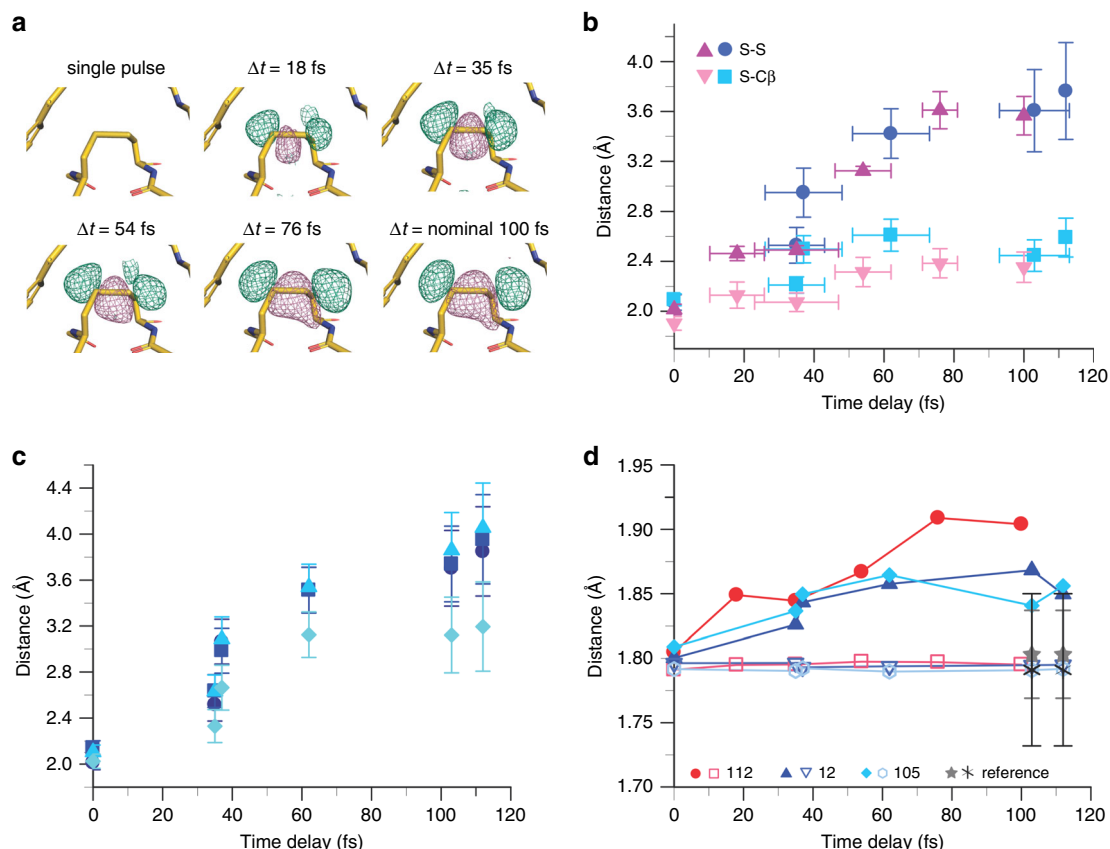 a
single pulse
Δt = 18 fs
Δt = 35 fs
Δt = 54 fs
Δt = 76 fs
Δt = nominal 100 fs
b
S-S
S-Cβ
Distance (Å)
4.0
3.6
3.2
2.8
2.4
2.0
0 20 40 60 80 100 120
Time delay (fs)
c
Distance (Å)
4.4
4.0
3.6
3.2
2.8
2.4
2.0
0 20 40 60 80 100 120
Time delay (fs)
d
Distance (Å)
1.95
1.90
1.85
1.80
1.75
1.70
112 12 105 reference
0 20 40 60 80 100 120
Time delay (fs)